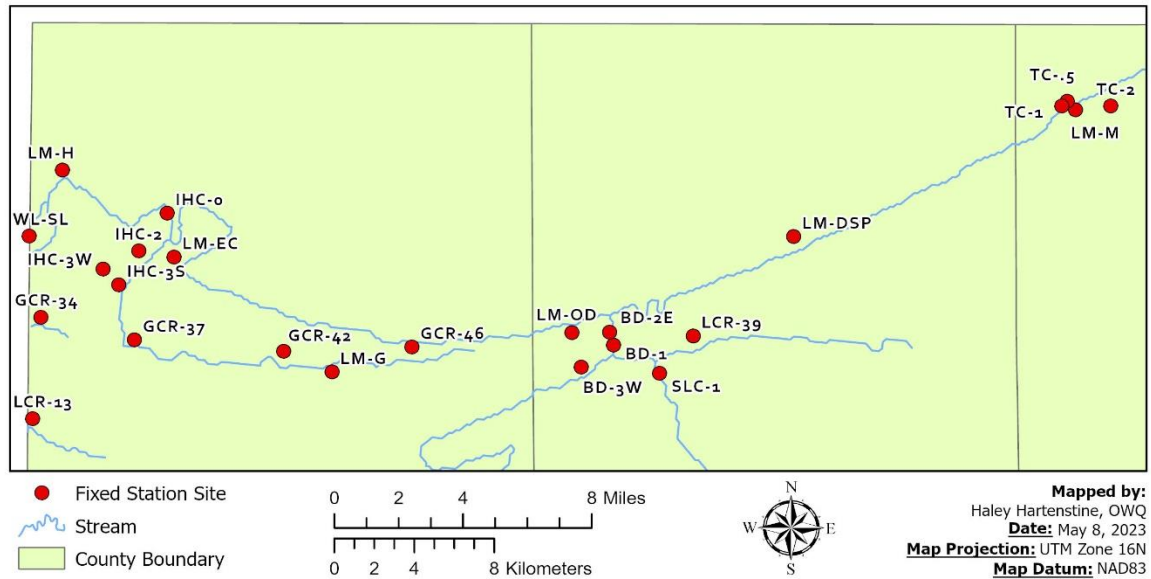 TC-.5
TC-2
TC-1
LM-M
LM-H
IHC-0
WL-SL
IHC-2
LM-EC
LM-DSP
IHC-3W
IHC-3S
GCR-34
GCR-37
GCR-42
GCR-46
LM-OD
BD-2E
LCR-39
LM-G
BD-1
BD-3W
SLC-1
LCR-13
Fixed Station Site
Stream
County Boundary
0 2 4 8 Miles
0 2 4 8 Kilometers
N
W E
S
Mapped by:
Haley Hartenstine, OWQ
Date: May 8, 2023
Map Projection: UTM Zone 16N
Map Datum: NAD83